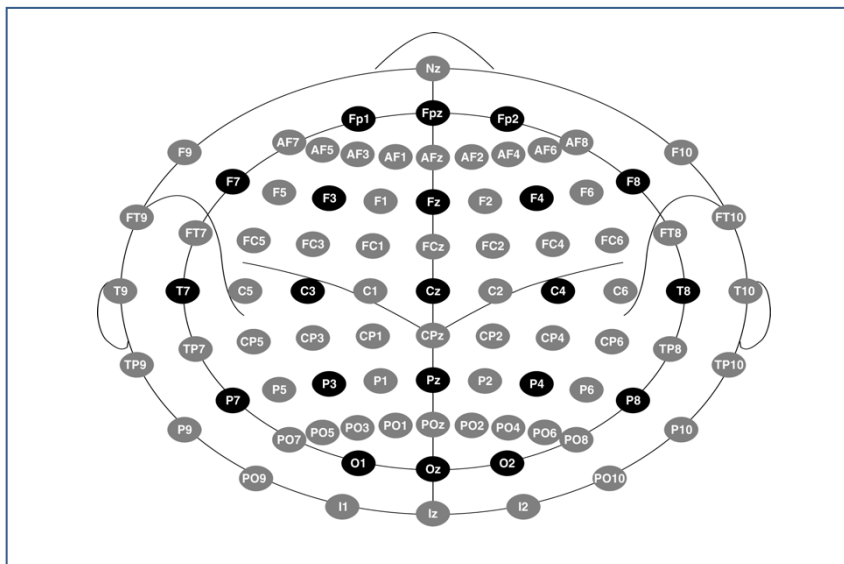 Nz
Fp1 Fpz Fp2
AF7 AF5 AF3 AF1 AFz AF2 AF4 AF6 AF8
F9 F10
F7 F5 F3 F1 Fz F2 F4 F6 F8
FT9 FT10
FT7 FC5 FC3 FC1 FCz FC2 FC4 FC6 FT8
T9 T7 C5 C3 C1 Cz C2 C4 C6 T8 T10
TP7 CP5 CP3 CP1 CPz CP2 CP4 CP6 TP8
TP9 TP10
P7 P5 P3 P1 Pz P2 P4 P6 P8
P9 P10
PO7 PO5 PO3 PO1 POz PO2 PO4 PO6 PO8
O1 Oz O2
PO9 PO10
I1 Iz I2